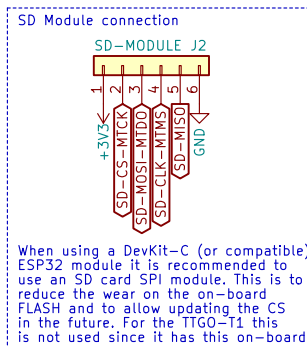 SD Module connection
SD-MODULE J2
1 2 3 4 5 6
+3V3
SD-CS-MTCK
SD-MOSI-MTDO
SD-CLK-MTMS
SD-MISO
GND
When using a DevKit-C (or compatible)
ESP32 module it is recommended to
use an SD card SPI module. This is to
reduce the wear on the on-board
FLASH and to allow updating the CS
in the future. For the TTGO-T1 this
is not used since it has this on-board